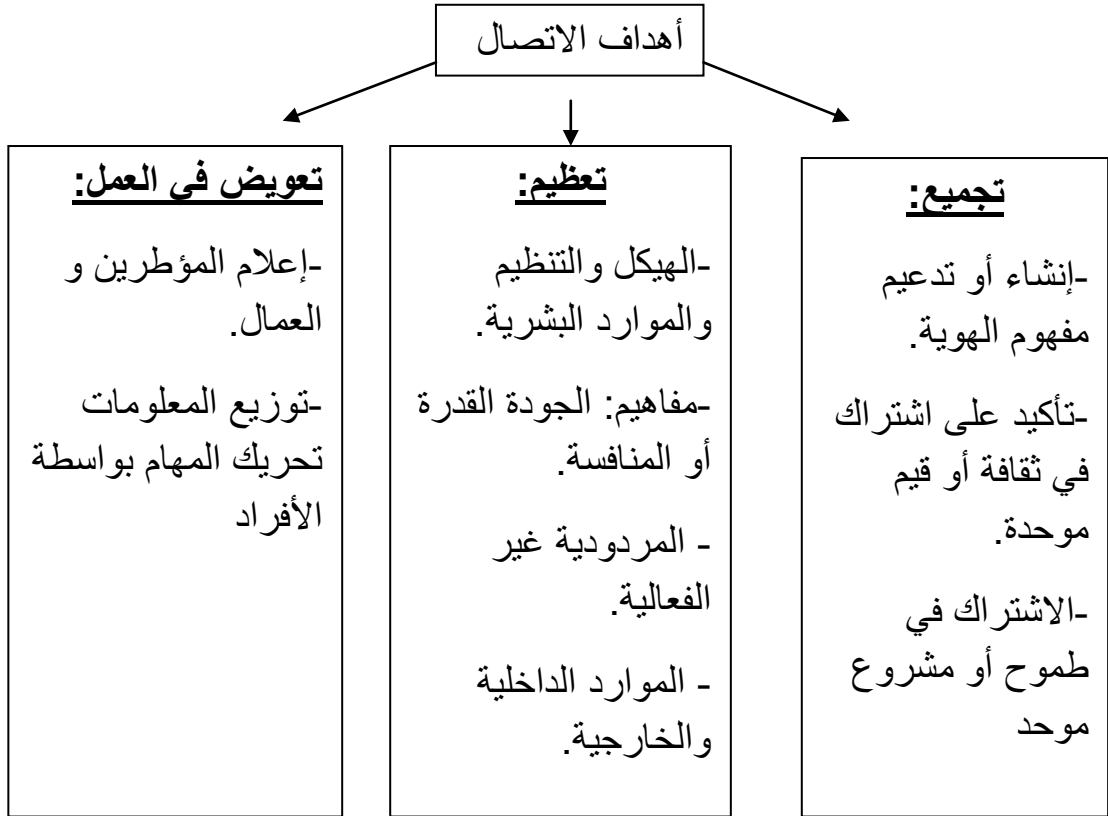 أهداف الاتصال
تجميع:
-إنشاء أو تدعيم
مفهوم الهوية.
-تأكيد على اشتراك
في ثقافة أو قيم
موحدة.
-الاشتراك في
طموح أو مشروع
موحد
تعظيم:
-الهيكل والتنظيم
والموارد البشرية.
-مفاهيم: الجودة القدرة
أو المنافسة.
- المردودية غير
الفعالية.
- الموارد الداخلية
والخارجية.
تعويض في العمل:
-إعلام المؤطرين و
العمال.
-توزيع المعلومات
تحريك المهام بواسطة
الأفراد